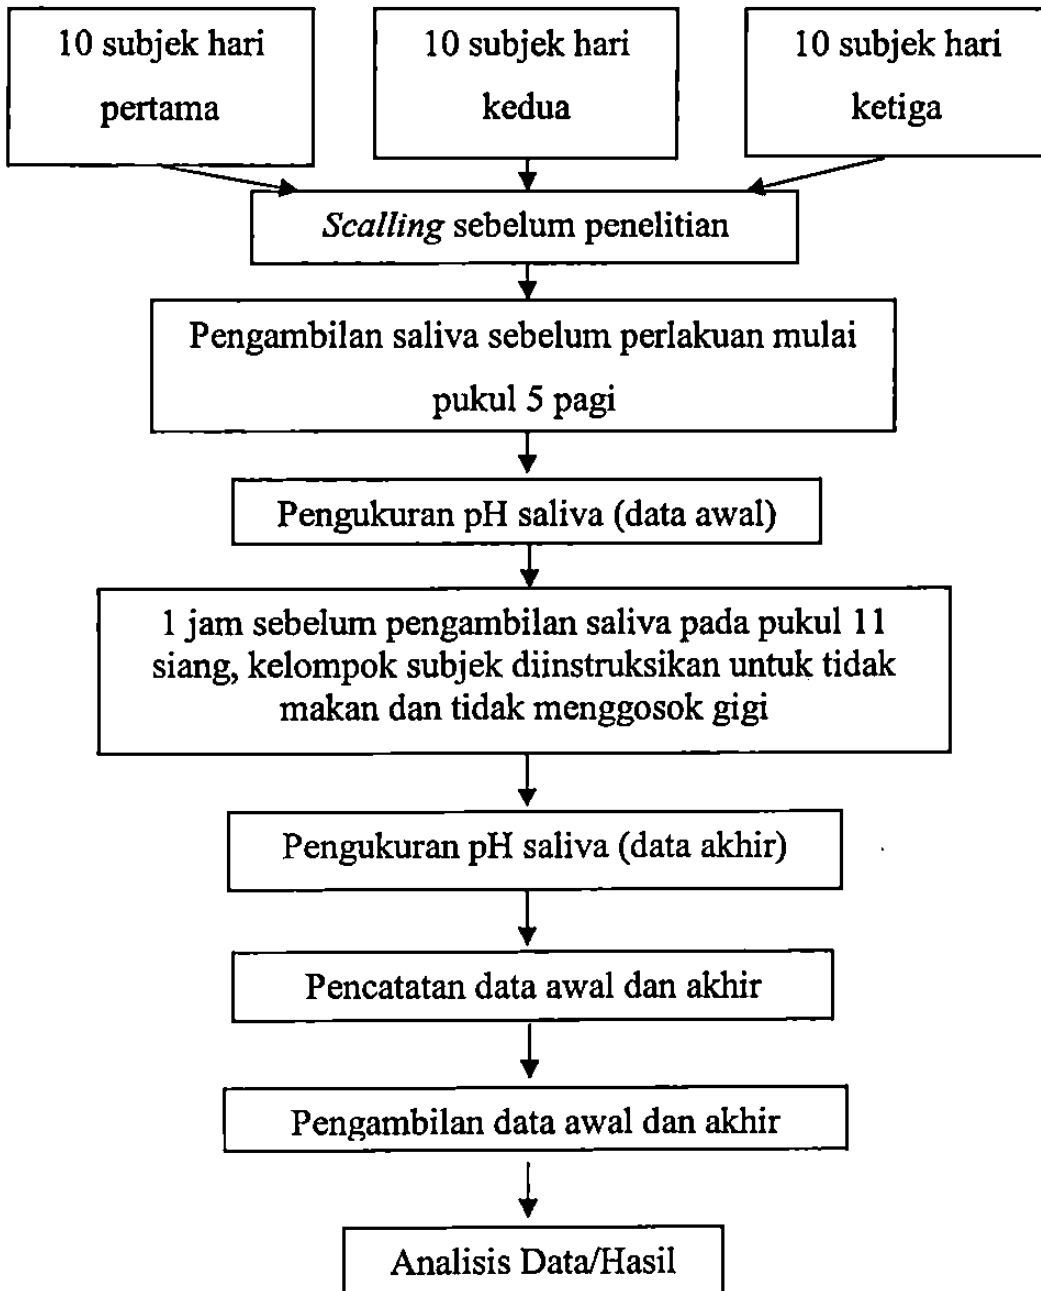 10 subjek hari
pertama
10 subjek hari
kedua
10 subjek hari
ketiga
Scalling sebelum penelitian
Pengambilan saliva sebelum perlakuan mulai
pukul 5 pagi
Pengukuran pH saliva (data awal)
1 jam sebelum pengambilan saliva pada pukul 11
siang, kelompok subjek diinstruksikan untuk tidak
makan dan tidak menggosok gigi
Pengukuran pH saliva (data akhir)
Pencatatan data awal dan akhir
Pengambilan data awal dan akhir
Analisis Data/Hasil